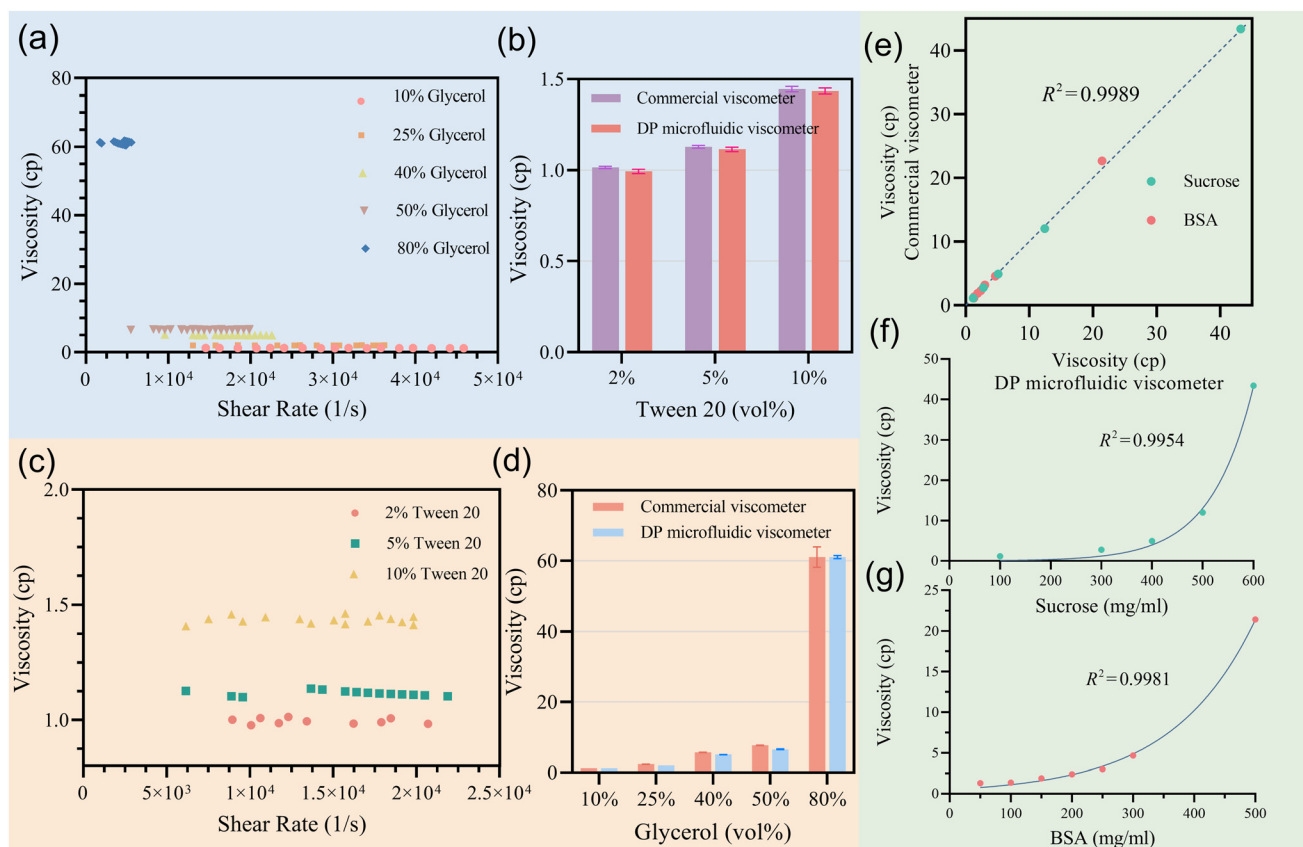 (a)
80
60
40
20
0
Viscosity (cp)
0
1×10⁴
2×10⁴
3×10⁴
4×10⁴
5×10⁴
Shear Rate (1/s)
10% Glycerol
25% Glycerol
40% Glycerol
50% Glycerol
80% Glycerol
(b)
1.5
1.0
0.5
0.0
Viscosity (cp)
Commercial viscometer
DP microfluidic viscometer
2%
5%
10%
Tween 20 (vol%)
(c)
2.0
1.5
1.0
Viscosity (cp)
0
5×10³
1×10⁴
1.5×10⁴
2×10⁴
2.5×10⁴
Shear Rate (1/s)
2% Tween 20
5% Tween 20
10% Tween 20
(d)
80
60
40
20
0
Viscosity (cp)
Commercial viscometer
DP microfluidic viscometer
10%
25%
40%
50%
80%
Glycerol (vol%)
(e)
40
30
20
10
0
Viscosity (cp)
Commercial viscometer
R²=0.9989
Sucrose
BSA
0
10
20
30
40
Viscosity (cp)
DP microfluidic viscometer
(f)
50
40
30
20
10
0
Viscosity (cp)
R²=0.9954
0
100
200
300
400
500
600
Sucrose (mg/ml)
(g)
25
20
15
10
5
0
Viscosity (cp)
R²=0.9981
0
100
200
300
400
500
BSA (mg/ml)